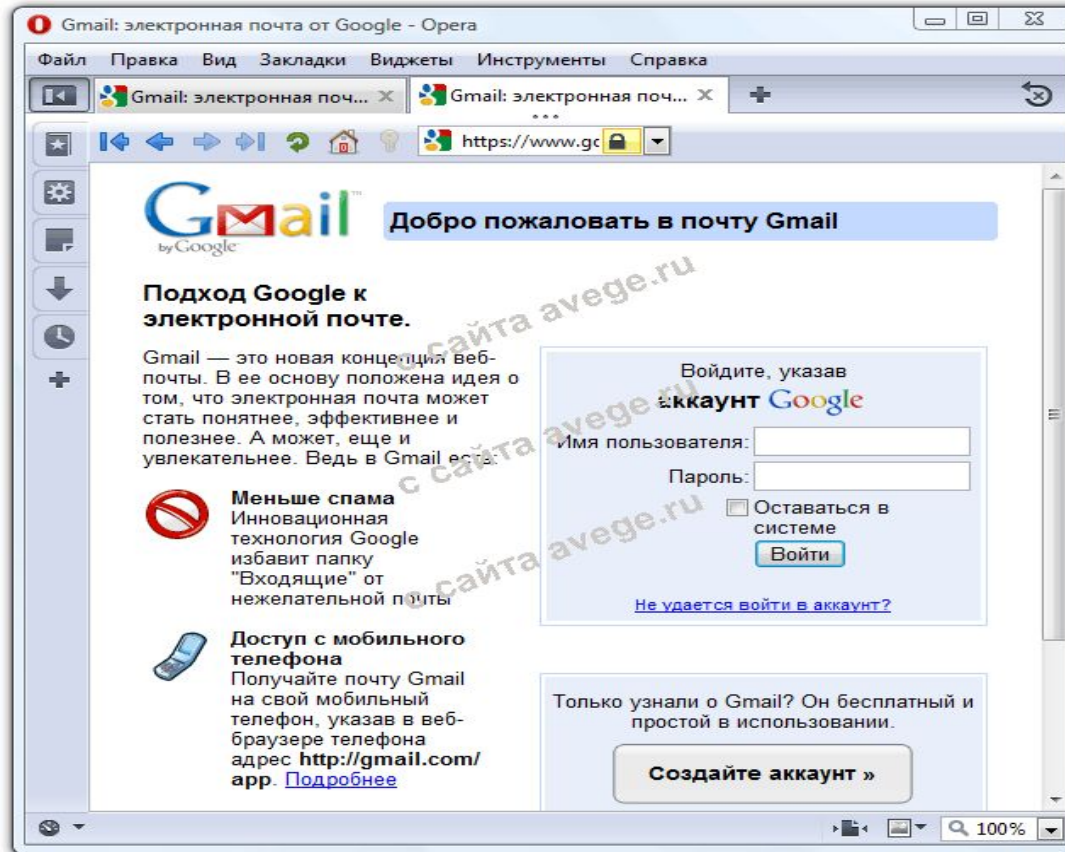 Gmail: электронная почта от Google - Opera
Файл Правка Вид Закладки Виджеты Инструменты Справка
Gmail: электронная поч... Gmail: электронная поч...
https://www.gc
Gmail™
by Google™
Добро пожаловать в почту Gmail
Подход Google к
электронной почте.
Gmail — это новая концепция веб-
почты. В ее основу положена идея о
том, что электронная почта может
стать понятнее, эффективнее и
полезнее. А может, еще и
увлекательнее. Ведь в Gmail есть:
Меньше спама
Инновационная
технология Google
избавит папку
"Входящие" от
нежелательной почты
Доступ с мобильного
телефона
Получайте почту Gmail
на свой мобильный
телефон, указав в веб-
браузере телефона
адрес http://gmail.com/
app. Подробнее
Войдите, указав
аккаунт Google
Имя пользователя:
Пароль:
Оставаться в
системе
Войти
Не удается войти в аккаунт?
Только узнали о Gmail? Он бесплатный и
простой в использовании.
Создайте аккаунт »
с сайта avege.ru
с сайта avege.ru
с сайта avege.ru
100%